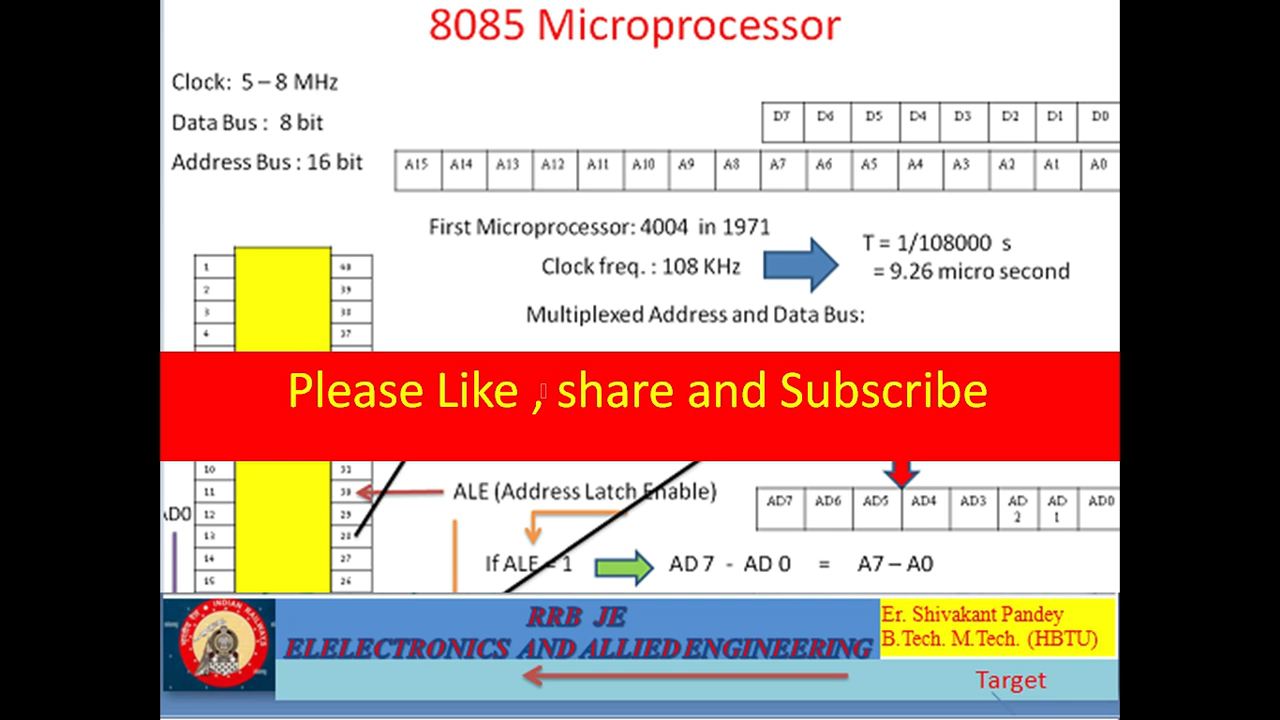 8085 Microprocessor
Clock: 5 – 8 MHz
Data Bus : 8 bit
D7 D6 D5 D4 D3 D2 D1 D0
Address Bus : 16 bit
A15 A14 A13 A12 A11 A10 A9 A8 A7 A6 A5 A4 A3 A2 A1 A0
First Microprocessor: 4004 in 1971
Clock freq. : 108 KHz
T = 1/108000 s
= 9.26 micro second
Multiplexed Address and Data Bus:
1 40
2 39
3 38
4 37
Please Like , share and Subscribe
10 31
11 30
12 29
13 28
14 27
15 26
AD0
ALE (Address Latch Enable)
AD7 AD6 AD5 AD4 AD3 AD 2 AD 1 AD0
If ALE = 1
AD 7 - AD 0 = A7 – A0
INDIAN RAILWAYS
RRB JE
ELELECTRONICS AND ALLIED ENGINEERING
Er. Shivakant Pandey
B.Tech. M.Tech. (HBTU)
Target